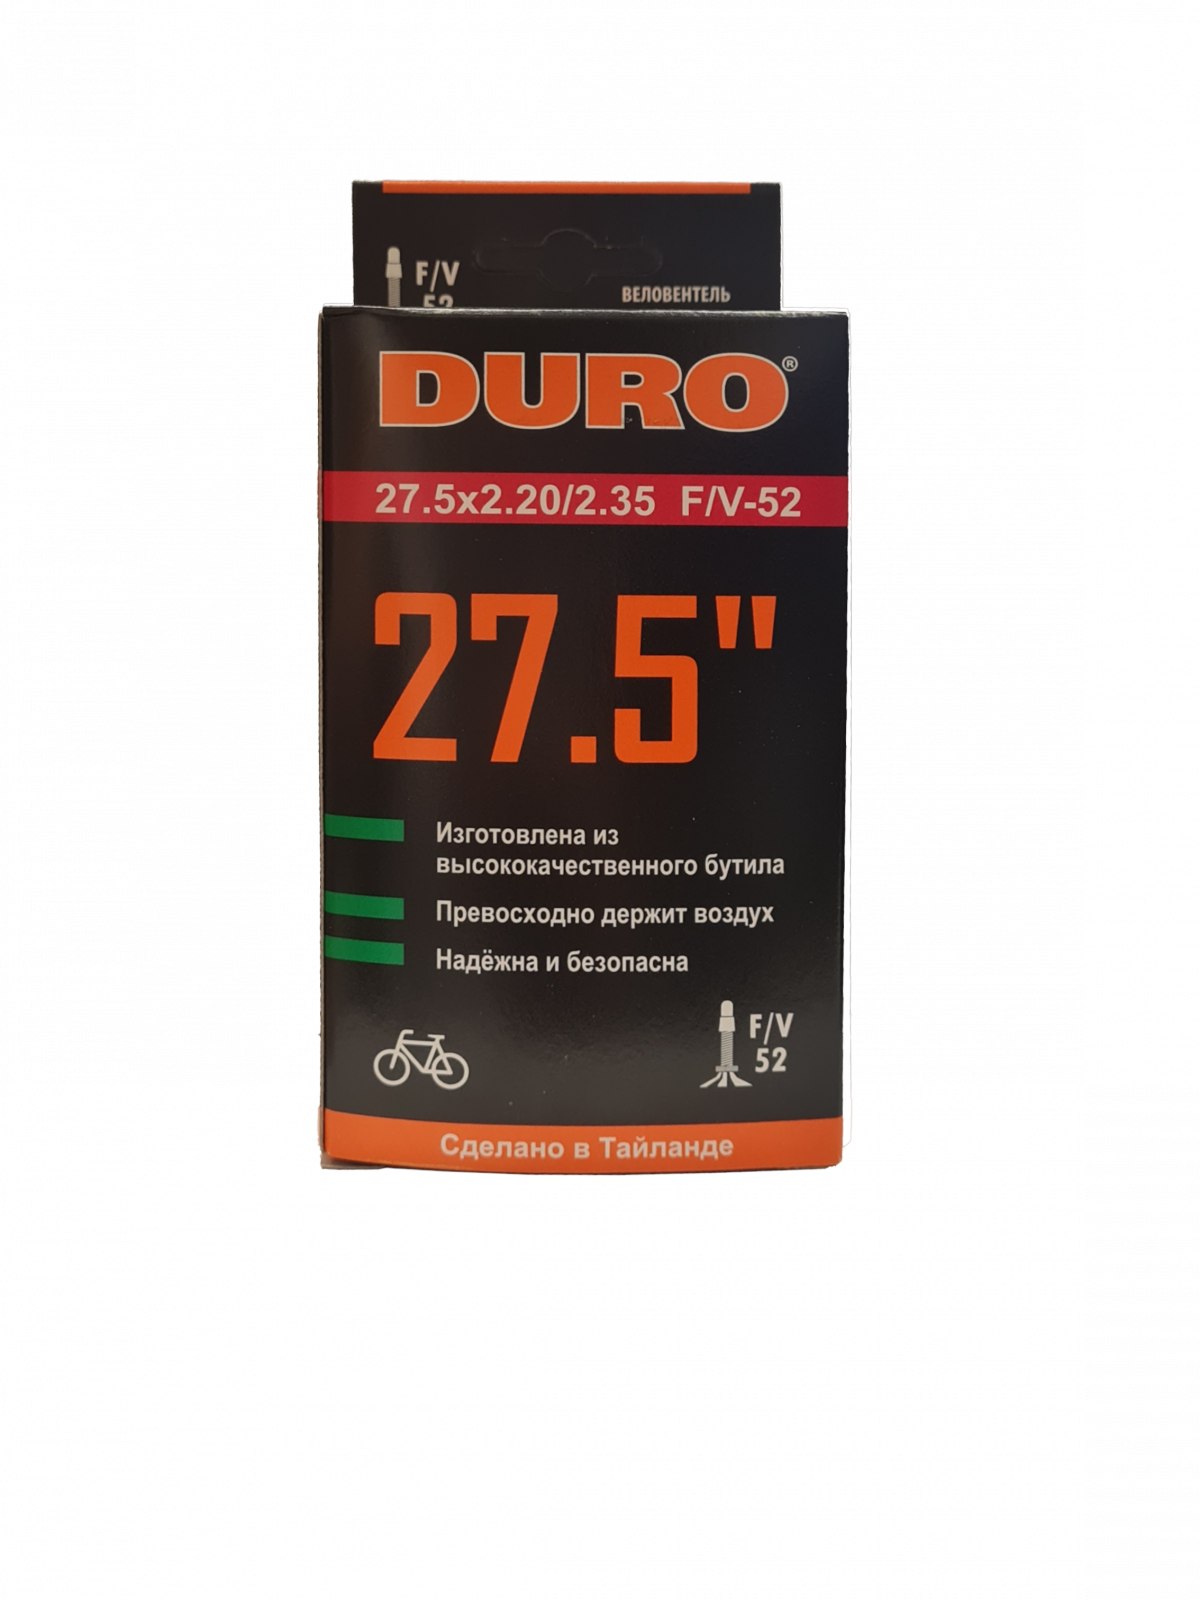 F/V
52
ВЕЛОВЕНТЕЛЬ
DURO®
27.5x2.20/2.35 F/V-52
27.5"
Изготовлена из
высококачественного бутила
Превосходно держит воздух
Надёжна и безопасна
F/V
52
Сделано в Тайланде